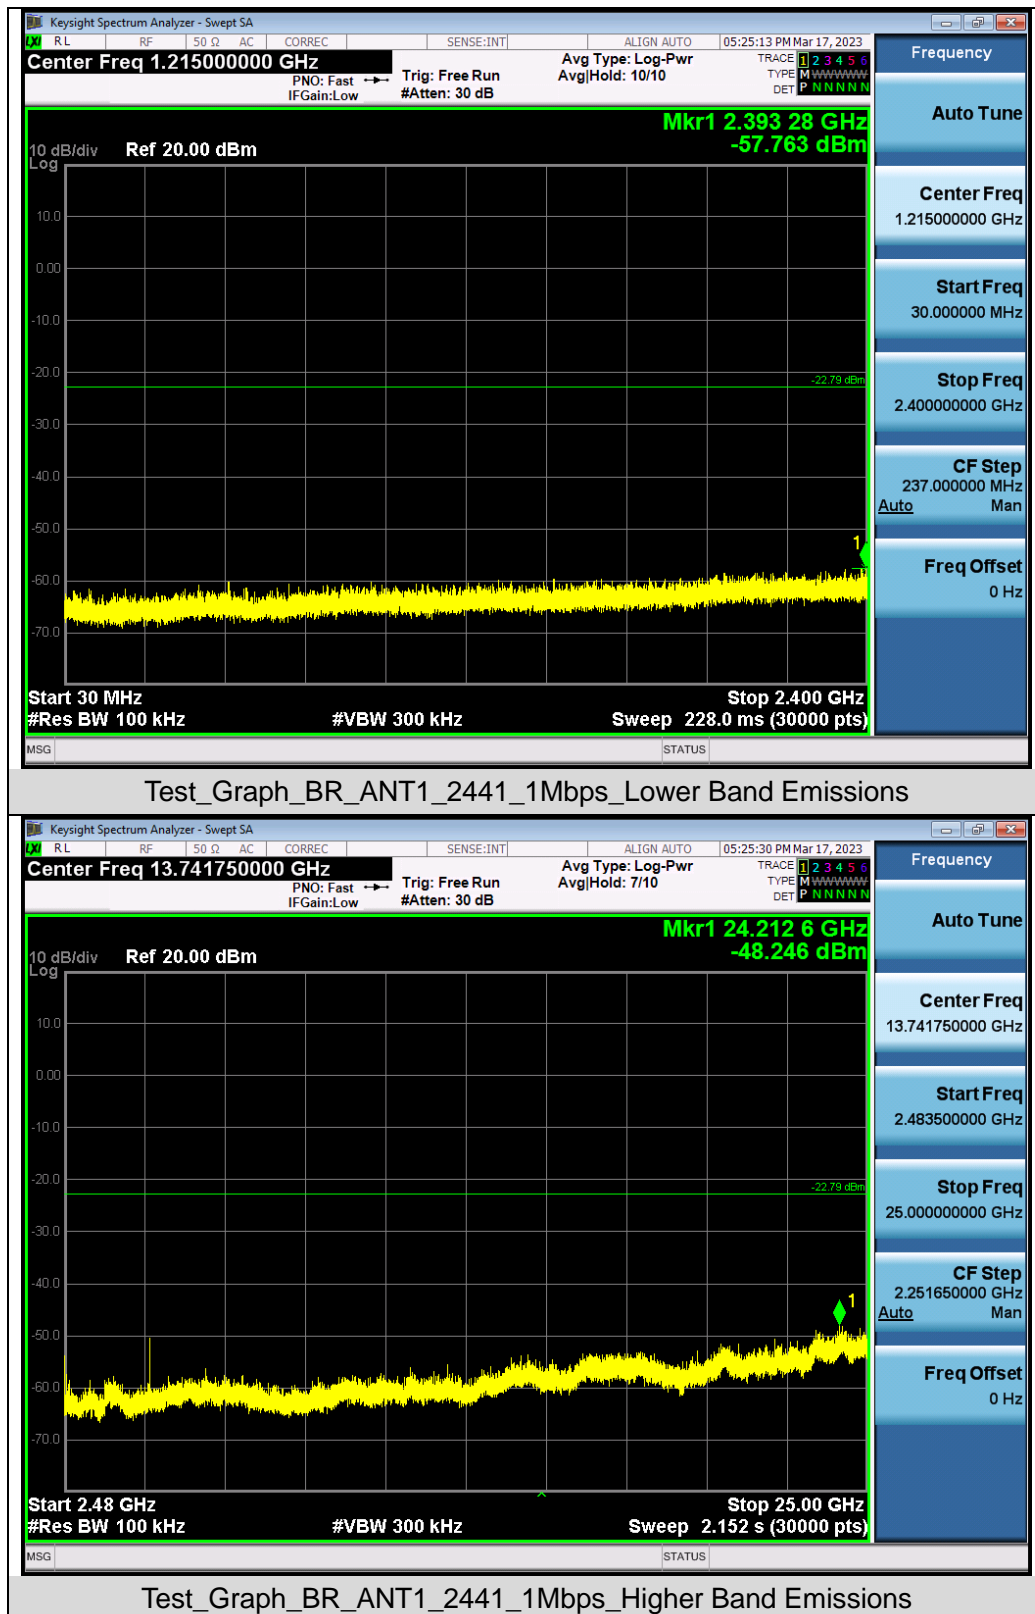 Keysight Spectrum Analyzer - Swept SA
LXI RL RF 50 Ω AC CORREC SENSE:INT ALIGN AUTO 05:25:13 PM Mar 17, 2023
Center Freq 1.215000000 GHz
PNO: Fast
IFGain:Low
Trig: Free Run
#Atten: 30 dB
Avg Type: Log-Pwr
Avg|Hold: 10/10
TRACE 1 2 3 4 5 6
TYPE M WWWWW
DET P N N N N N
Mkr1 2.393 28 GHz
-57.763 dBm
10 dB/div Ref 20.00 dBm
Log
10.0
0.00
-10.0
-20.0
-22.79 dBm
-30.0
-40.0
-50.0
1
-60.0
-70.0
Start 30 MHz Stop 2.400 GHz
#Res BW 100 kHz #VBW 300 kHz Sweep 228.0 ms (30000 pts)
MSG STATUS
Frequency
Auto Tune
Center Freq
1.215000000 GHz
Start Freq
30.000000 MHz
Stop Freq
2.400000000 GHz
CF Step
237.000000 MHz
Auto Man
Freq Offset
0 Hz
Test_Graph_BR_ANT1_2441_1Mbps_Lower Band Emissions
Keysight Spectrum Analyzer - Swept SA
LXI RL RF 50 Ω AC CORREC SENSE:INT ALIGN AUTO 05:25:30 PM Mar 17, 2023
Center Freq 13.741750000 GHz
PNO: Fast
IFGain:Low
Trig: Free Run
#Atten: 30 dB
Avg Type: Log-Pwr
Avg|Hold: 7/10
TRACE 1 2 3 4 5 6
TYPE M WWWWW
DET P N N N N N
Mkr1 24.212 6 GHz
-48.246 dBm
10 dB/div Ref 20.00 dBm
Log
10.0
0.00
-10.0
-20.0
-22.79 dBm
-30.0
-40.0
1
-50.0
-60.0
-70.0
Start 2.48 GHz Stop 25.00 GHz
#Res BW 100 kHz #VBW 300 kHz Sweep 2.152 s (30000 pts)
MSG STATUS
Frequency
Auto Tune
Center Freq
13.741750000 GHz
Start Freq
2.483500000 GHz
Stop Freq
25.000000000 GHz
CF Step
2.251650000 GHz
Auto Man
Freq Offset
0 Hz
Test_Graph_BR_ANT1_2441_1Mbps_Higher Band Emissions